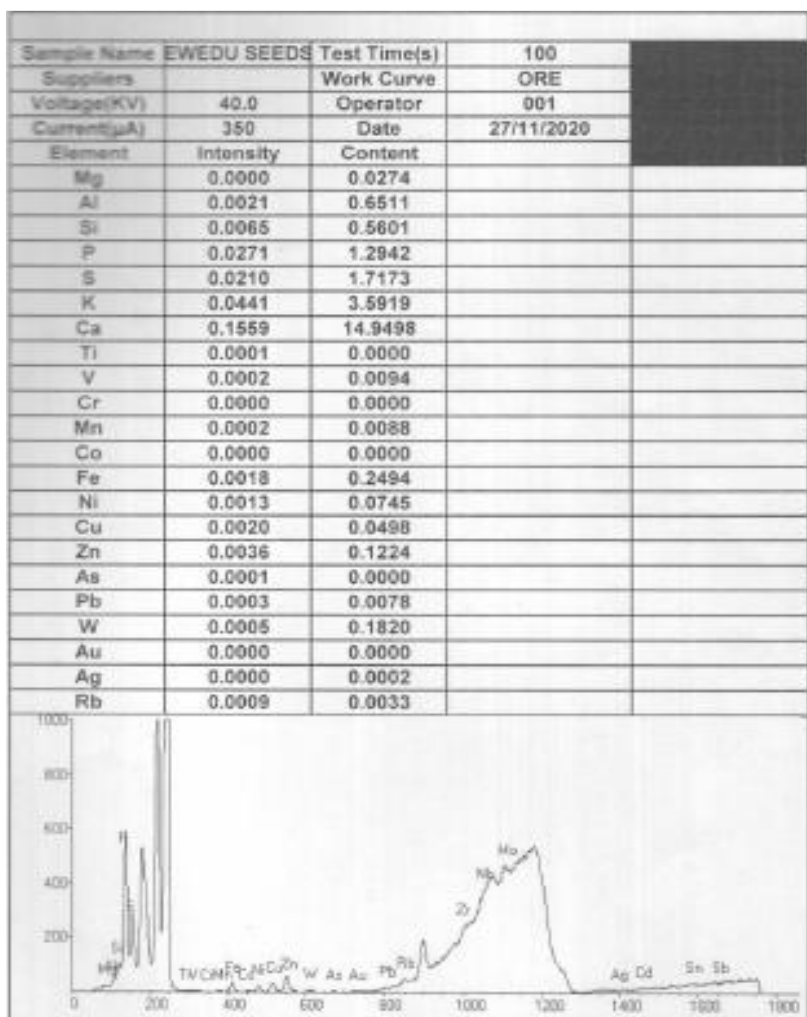 Sample Name EWEDU SEEDS Test Time(s) 100
Suppliers Work Curve ORE
Voltage(KV) 40.0 Operator 001
Current(μA) 350 Date 27/11/2020
Element Intensity Content
Mg 0.0000 0.0274
Al 0.0021 0.6511
Si 0.0065 0.5601
P 0.0271 1.2942
S 0.0210 1.7173
K 0.0441 3.5919
Ca 0.1559 14.9498
Ti 0.0001 0.0000
V 0.0002 0.0094
Cr 0.0000 0.0000
Mn 0.0002 0.0088
Co 0.0000 0.0000
Fe 0.0018 0.2494
Ni 0.0013 0.0745
Cu 0.0020 0.0498
Zn 0.0036 0.1224
As 0.0001 0.0000
Pb 0.0003 0.0078
W 0.0005 0.1820
Au 0.0000 0.0000
Ag 0.0000 0.0002
Rb 0.0009 0.0033
1000
800
600
P
Mo
400
Nb
Zr
200
Si
Fe Ni Cu Zn W As Au Pb Rb Ag Cd Sn Sb
0 200 400 600 800 1000 1200 1400 1600 1800